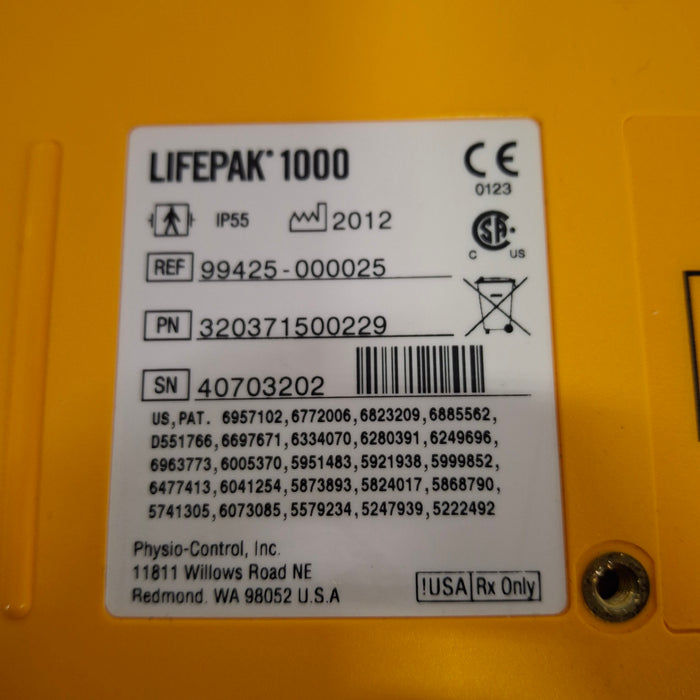 LIFEPAK® 1000
CE
0123
IP55 2012
SA
C US
REF 99425-000025
PN 320371500229
SN 40703202
US,PAT. 6957102,6772006,6823209,6885562,
D551766,6697671,6334070,6280391,6249696,
6963773,6005370,5951483,5921938,5999852,
6477413,6041254,5873893,5824017,5868790,
5741305,6073085,5579234,5247939,5222492
Physio-Control, Inc.
11811 Willows Road NE
Redmond. WA 98052 U.S.A
!USA Rx Only